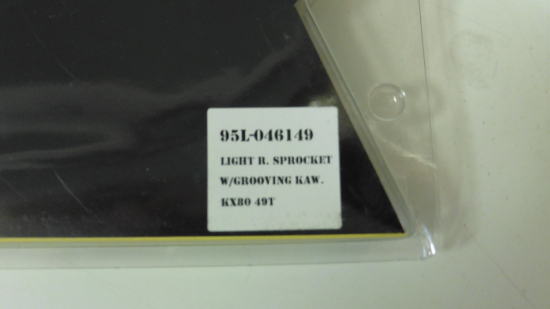 95L-046149
LIGHT R. SPROCKET
W/GROOVING KAW.
KX80 49T